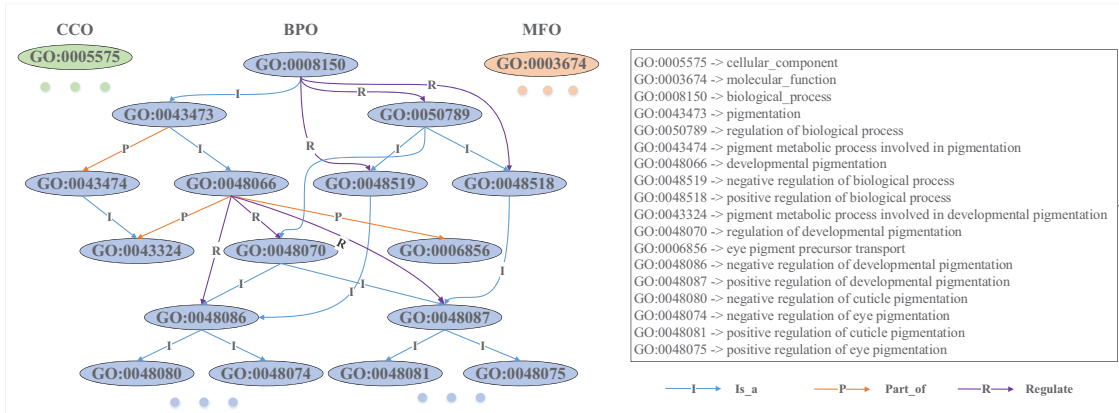 CCO BPO MFO
GO:0005575 GO:0008150 GO:0003674
R
I R R
GO:0043473 GO:0050789
P I R I I
GO:0043474 GO:0048066 GO:0048519 GO:0048518
I P R P
GO:0043324 GO:0048070 GO:0006856
R R I
I I
GO:0048086 GO:0048087
I I I I
GO:0048080 GO:0048074 GO:0048081 GO:0048075
GO:0005575 -> cellular_component
GO:0003674 -> molecular_function
GO:0008150 -> biological_process
GO:0043473 -> pigmentation
GO:0050789 -> regulation of biological process
GO:0043474 -> pigment metabolic process involved in pigmentation
GO:0048066 -> developmental pigmentation
GO:0048519 -> negative regulation of biological process
GO:0048518 -> positive regulation of biological process
GO:0043324 -> pigment metabolic process involved in developmental pigmentation
GO:0048070 -> regulation of developmental pigmentation
GO:0006856 -> eye pigment precursor transport
GO:0048086 -> negative regulation of developmental pigmentation
GO:0048087 -> positive regulation of developmental pigmentation
GO:0048080 -> negative regulation of cuticle pigmentation
GO:0048074 -> negative regulation of eye pigmentation
GO:0048081 -> positive regulation of cuticle pigmentation
GO:0048075 -> positive regulation of eye pigmentation
I Is_a P Part_of R Regulate